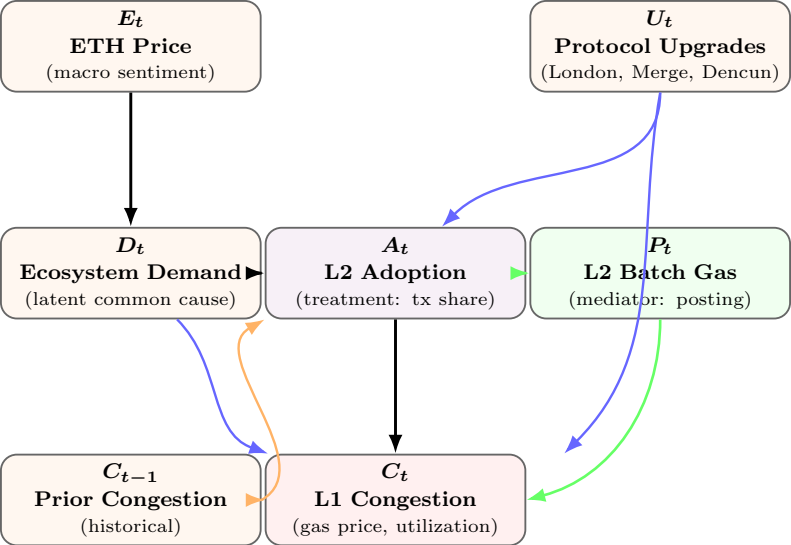 E_t
ETH Price
(macro sentiment)
U_t
Protocol Upgrades
(London, Merge, Dencun)
D_t
Ecosystem Demand
(latent common cause)
A_t
L2 Adoption
(treatment: tx share)
P_t
L2 Batch Gas
(mediator: posting)
C_{t−1}
Prior Congestion
(historical)
C_t
L1 Congestion
(gas price, utilization)